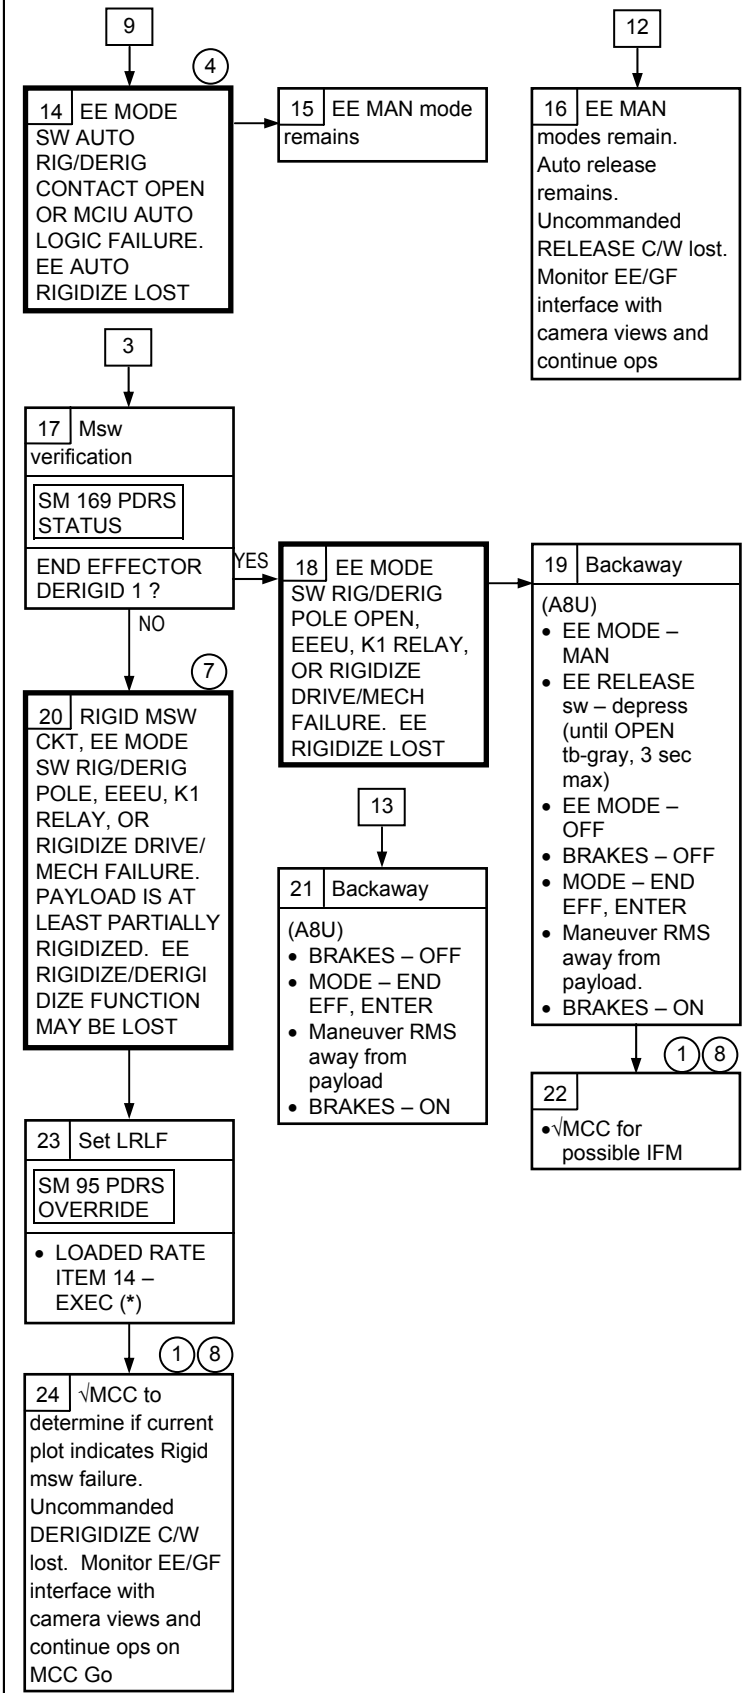 9
4
14 EE MODE
SW AUTO
RIG/DERIG
CONTACT OPEN
OR MCIU AUTO
LOGIC FAILURE.
EE AUTO
RIGIDIZE LOST
15 EE MAN mode
remains
12
16 EE MAN
modes remain.
Auto release
remains.
Uncommanded
RELEASE C/W lost.
Monitor EE/GF
interface with
camera views and
continue ops
3
17 Msw
verification
SM 169 PDRS
STATUS
END EFFECTOR
DERIGID 1 ?
YES
NO
18 EE MODE
SW RIG/DERIG
POLE OPEN,
EEEU, K1 RELAY,
OR RIGIDIZE
DRIVE/MECH
FAILURE. EE
RIGIDIZE LOST
19 Backaway
(A8U)
• EE MODE –
MAN
• EE RELEASE
sw – depress
(until OPEN
tb-gray, 3 sec
max)
• EE MODE –
OFF
• BRAKES – OFF
• MODE – END
EFF, ENTER
• Maneuver RMS
away from
payload.
• BRAKES – ON
7
20 RIGID MSW
CKT, EE MODE
SW RIG/DERIG
POLE, EEEU, K1
RELAY, OR
RIGIDIZE DRIVE/
MECH FAILURE.
PAYLOAD IS AT
LEAST PARTIALLY
RIGIDIZED. EE
RIGIDIZE/DERIGI
DIZE FUNCTION
MAY BE LOST
13
21 Backaway
(A8U)
• BRAKES – OFF
• MODE – END
EFF, ENTER
• Maneuver RMS
away from
payload
• BRAKES – ON
1 8
22
•√MCC for
possible IFM
23 Set LRLF
SM 95 PDRS
OVERRIDE
• LOADED RATE
ITEM 14 –
EXEC (*)
1 8
24 √MCC to
determine if current
plot indicates Rigid
msw failure.
Uncommanded
DERIGIDIZE C/W
lost. Monitor EE/GF
interface with
camera views and
continue ops on
MCC Go